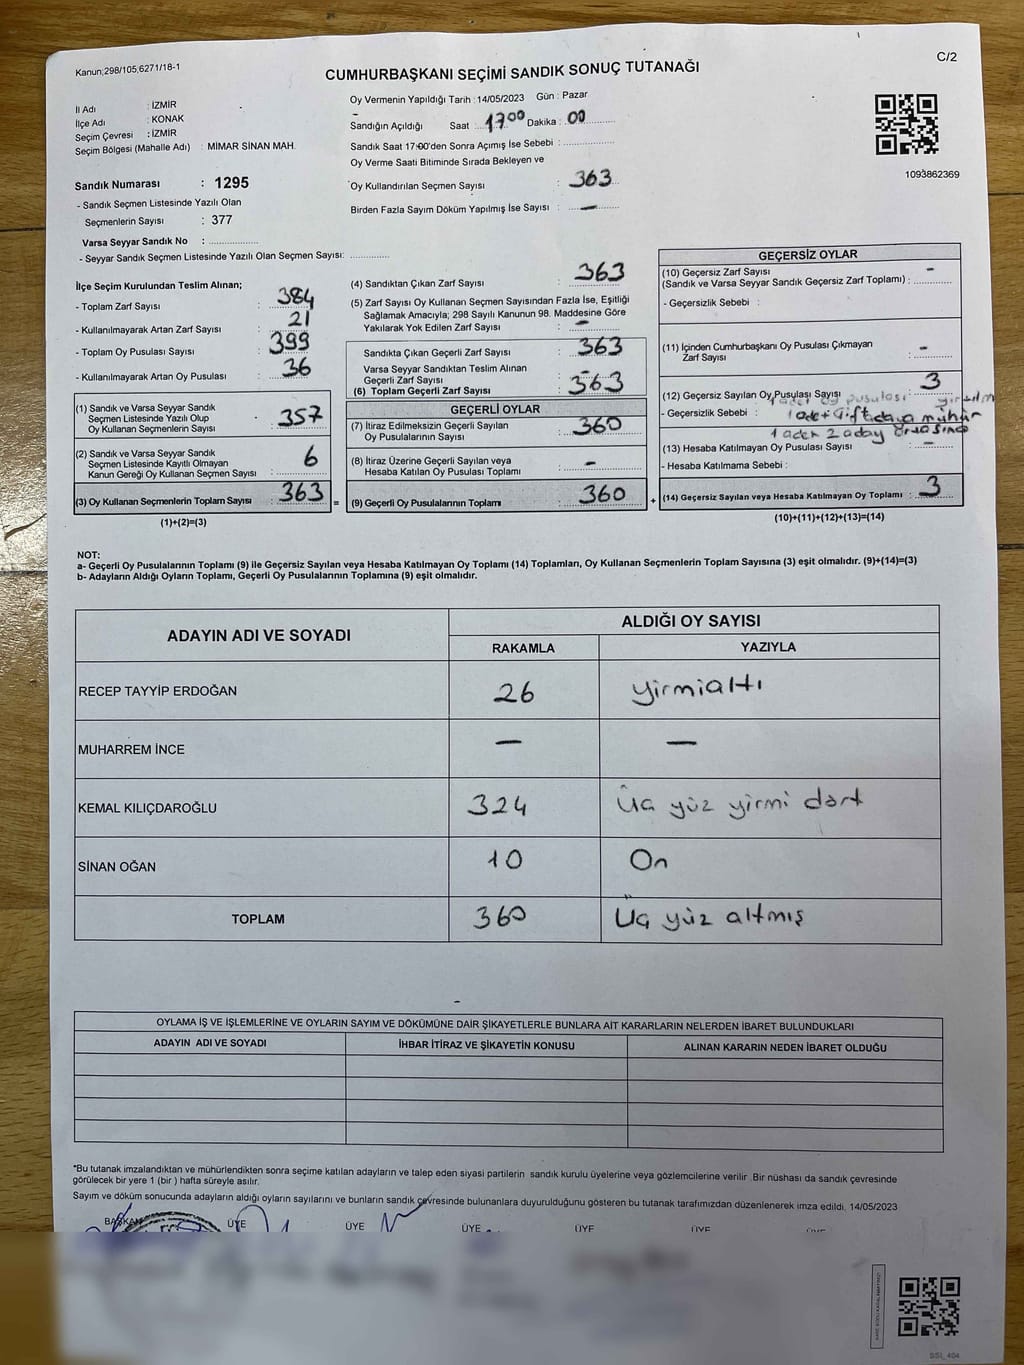 Kanun;298/105,6271/18-1
C/2
CUMHURBAŞKANI SEÇİMİ SANDIK SONUÇ TUTANAĞI
İl Adı : İZMİR
İlçe Adı : KONAK
Seçim Çevresi : İZMİR
Seçim Bölgesi (Mahalle Adı) : MİMAR SİNAN MAH.
Sandık Numarası : 1295
- Sandık Seçmen Listesinde Yazılı Olan
Seçmenlerin Sayısı : 377
Varsa Seyyar Sandık No :
- Seyyar Sandık Seçmen Listesinde Yazılı Olan Seçmen Sayısı:
Oy Vermenin Yapıldığı Tarih : 14/05/2023 Gün : Pazar
Sandığın Açıldığı Saat : 17:00 Dakika : 00
Sandık Saat 17:00'den Sonra Açımış İse Sebebi :
Oy Verme Saati Bitiminde Sırada Bekleyen ve
Oy Kullandırılan Seçmen Sayısı : 363
Birden Fazla Sayım Döküm Yapılmış İse Sayısı : —
1093862369
İlçe Seçim Kurulundan Teslim Alınan;
- Toplam Zarf Sayısı : 384
- Kullanılmayarak Artan Zarf Sayısı : 21
- Toplam Oy Pusulası Sayısı : 399
- Kullanılmayarak Artan Oy Pusulası : 36
(1) Sandık ve Varsa Seyyar Sandık
Seçmen Listesinde Yazılı Olup
Oy Kullanan Seçmenlerin Sayısı : 357
(2) Sandık ve Varsa Seyyar Sandık
Seçmen Listesinde Kayıtlı Olmayan
Kanun Gereği Oy Kullanan Seçmen Sayısı : 6
(3) Oy Kullanan Seçmenlerin Toplam Sayısı : 363 =
(1)+(2)=(3)
(4) Sandıktan Çıkan Zarf Sayısı : 363
(5) Zarf Sayısı Oy Kullanan Seçmen Sayısından Fazla İse, Eşitliği
Sağlamak Amacıyla; 298 Sayılı Kanunun 98. Maddesine Göre
Yakılarak Yok Edilen Zarf Sayısı : —
Sandıkta Çıkan Geçerli Zarf Sayısı : 363
Varsa Seyyar Sandıktan Teslim Alınan
Geçerli Zarf Sayısı : —
(6) Toplam Geçerli Zarf Sayısı : 363
GEÇERLİ OYLAR
(7) İtiraz Edilmeksizin Geçerli Sayılan
Oy Pusulalarının Sayısı : 360
(8) İtiraz Üzerine Geçerli Sayılan veya
Hesaba Katılan Oy Pusulası Toplamı : —
(9) Geçerli Oy Pusulalarının Toplamı : 360 +
GEÇERSİZ OYLAR
(10) Geçersiz Zarf Sayısı
(Sandık ve Varsa Seyyar Sandık Geçersiz Zarf Toplamı) : —
- Geçersizlik Sebebi :
(11) İçinden Cumhurbaşkanı Oy Pusulası Çıkmayan
Zarf Sayısı : —
(12) Geçersiz Sayılan Oy Pusulası Sayısı : 3
1 adet oy pusulası
- Geçersizlik Sebebi : 1 adet mühür
1 adet 2 aday arasında
(13) Hesaba Katılmayan Oy Pusulası Sayısı : —
- Hesaba Katılmama Sebebi :
(14) Geçersiz Sayılan veya Hesaba Katılmayan Oy Toplamı : 3
(10)+(11)+(12)+(13)=(14)
NOT:
a- Geçerli Oy Pusulalarının Toplamı (9) ile Geçersiz Sayılan veya Hesaba Katılmayan Oy Toplamı (14) Toplamları, Oy Kullanan Seçmenlerin Toplam Sayısına (3) eşit olmalıdır. (9)+(14)=(3)
b- Adayların Aldığı Oyların Toplamı, Geçerli Oy Pusulalarının Toplamına (9) eşit olmalıdır.
ADAYIN ADI VE SOYADI
ALDIĞI OY SAYISI
RAKAMLA YAZIYLA
RECEP TAYYİP ERDOĞAN 26 yirmialtı
MUHARREM İNCE — —
KEMAL KILIÇDAROĞLU 324 Üç yüz yirmi dört
SİNAN OĞAN 10 On
TOPLAM 360 Üç yüz altmış
OYLAMA İŞ VE İŞLEMLERİNE VE OYLARIN SAYIM VE DÖKÜMÜNE DAİR ŞİKAYETLERLE BUNLARA AİT KARARLARIN NELERDEN İBARET BULUNDUKLARI
ADAYIN ADI VE SOYADI İHBAR İTİRAZ VE ŞİKAYETİN KONUSU ALINAN KARARIN NEDEN İBARET OLDUĞU
*Bu tutanak imzalandıktan ve mühürlendikten sonra seçime katılan adayların ve talep eden siyasi partilerin sandık kurulu üyelerine veya gözlemcilerine verilir. Bir nüshası da sandık çevresinde
görülecek bir yere 1 (bir ) hafta süreyle asılır.
Sayım ve döküm sonucunda adayların aldığı oyların sayılarını ve bunların sandık çevresinde bulunanlara duyurulduğunu gösteren bu tutanak tarafımızdan düzenlenerek imza edildi. 14/05/2023
BAŞKAN ÜYE ÜYE ÜYE ÜYE ÜYE ÜYE